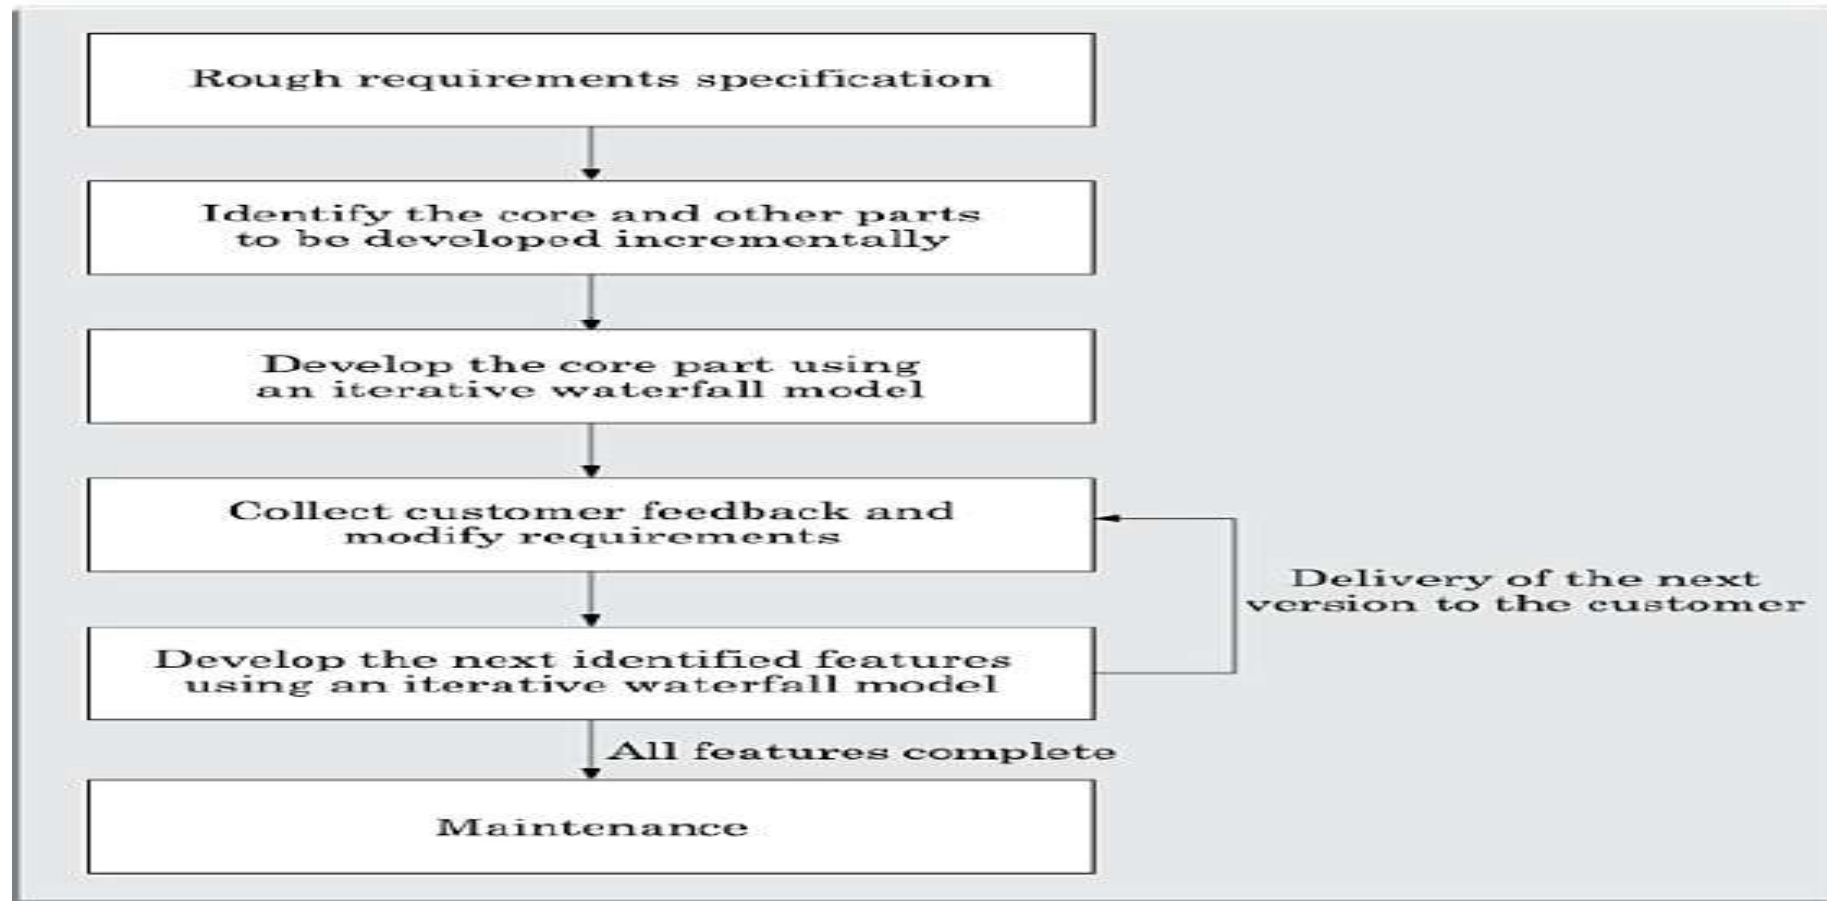 Rough requirements specification
Identify the core and other parts
to be developed incrementally
Develop the core part using
an iterative waterfall model
Collect customer feedback and
modify requirements
Delivery of the next
version to the customer
Develop the next identified features
using an iterative waterfall model
All features complete
Maintenance